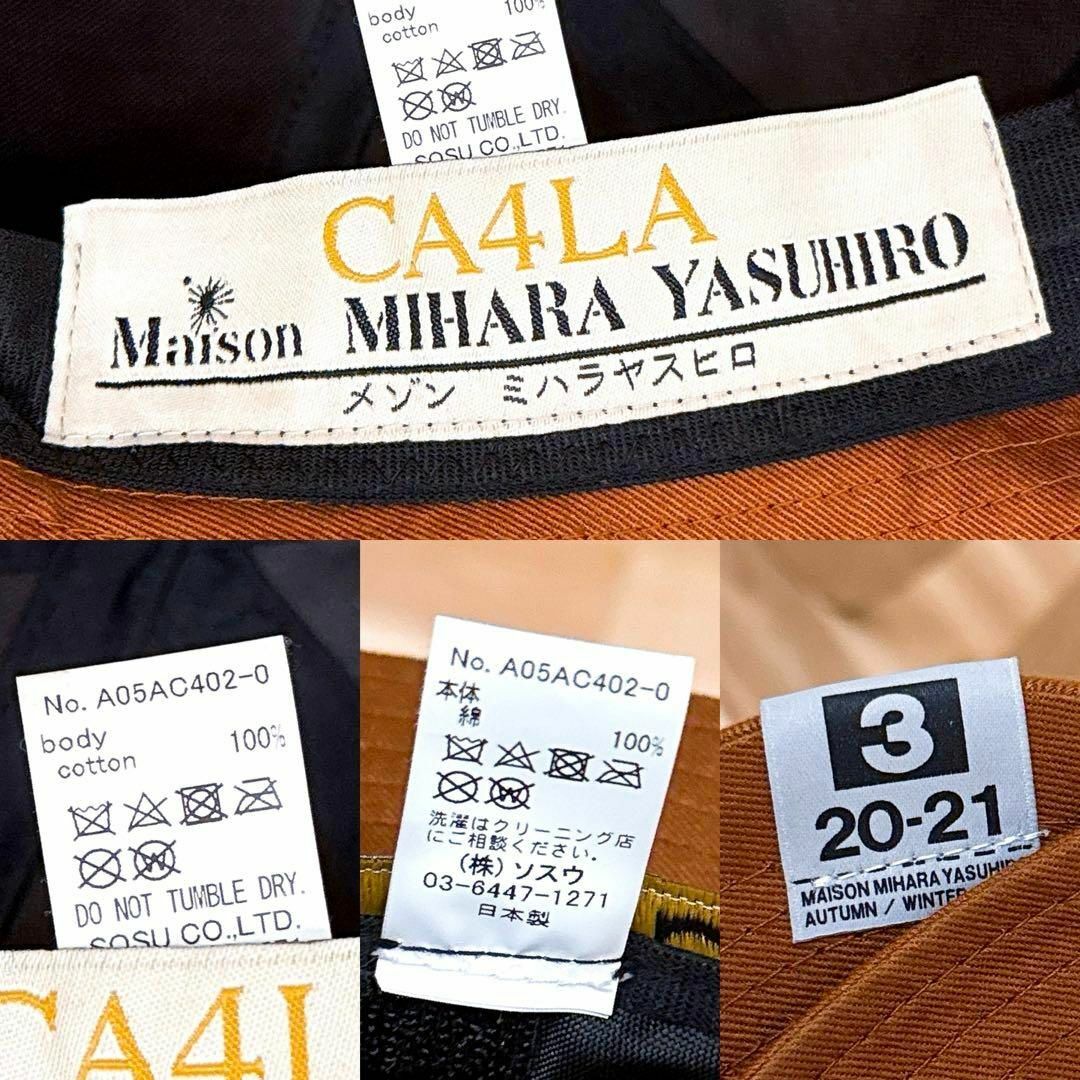 body 100%
cotton
DO NOT TUMBLE DRY.
SOSU CO.,LTD.
CA4LA
Maison MIHARA YASUHIRO
メゾン ミハラヤスヒロ
No. A05AC402-0
body 100%
cotton
DO NOT TUMBLE DRY.
SOSU CO.,LTD.
CA4L
No. A05AC402-0
本体
綿 100%
洗濯はクリーニング店
にご相談ください。
(株) ソスウ
03-6447-1271
日本製
3
20-21
MAISON MIHARA YASUHI
AUTUMN / WINTER